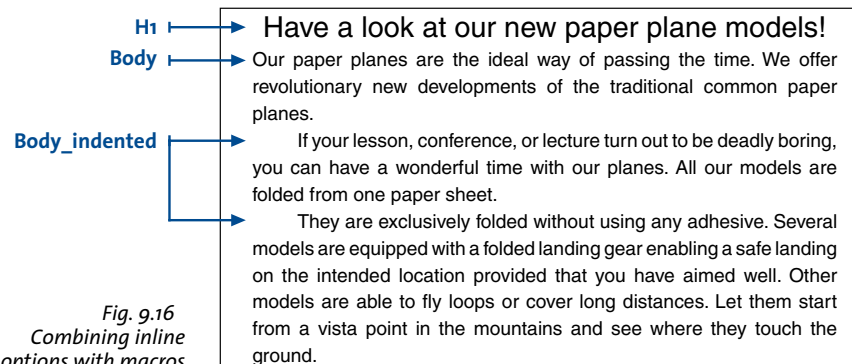 H1
Have a look at our new paper plane models!
Body
Our paper planes are the ideal way of passing the time. We offer
revolutionary new developments of the traditional common paper
planes.
Body_indented
If your lesson, conference, or lecture turn out to be deadly boring,
you can have a wonderful time with our planes. All our models are
folded from one paper sheet.
They are exclusively folded without using any adhesive. Several
models are equipped with a folded landing gear enabling a safe landing
on the intended location provided that you have aimed well. Other
models are able to fly loops or cover long distances. Let them start
from a vista point in the mountains and see where they touch the
ground.
Fig. 9.16
Combining inline
options with macros